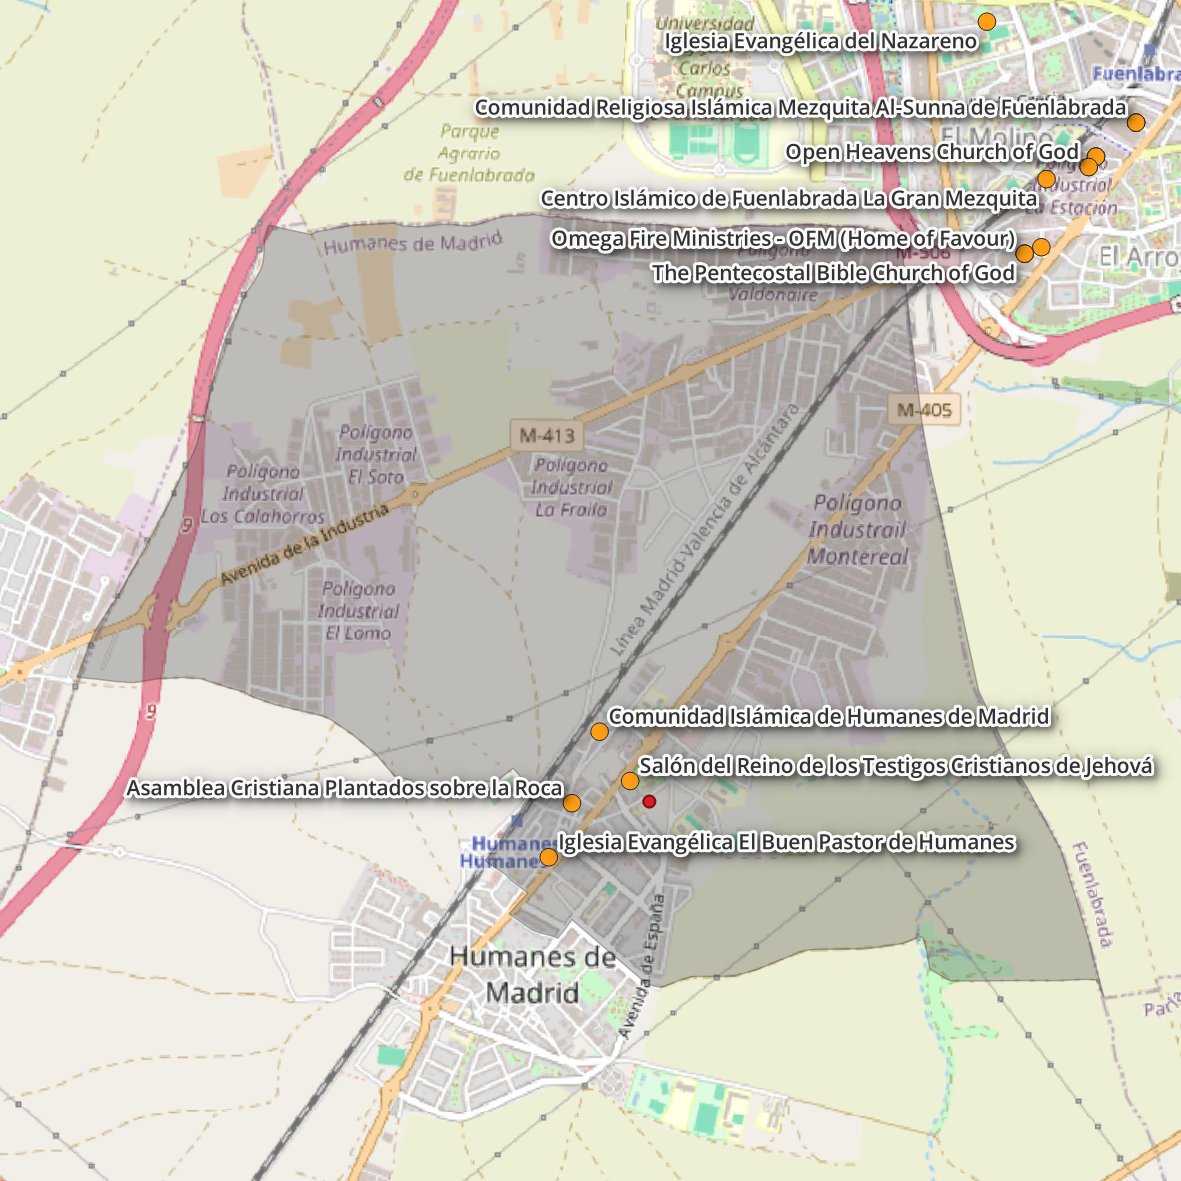 Universidad
Iglesia Evangélica del Nazareno
Carlos
Campus
Fuenlabra
Comunidad Religiosa Islámica Mezquita Al-Sunna de Fuenlabrada
Parque
Agrario
de Fuenlabrada
El Molino
Open Heavens Church of God
Industrial
La Estación
Centro Islámico de Fuenlabrada La Gran Mezquita
Humanes de Madrid
Omega Fire Ministries - OFM (Home of Favour)
M-506
El Arroy
Polígono
Valdonaire
The Pentecostal Bible Church of God
M-405
M-413
Polígono
Industrial
El Soto
Polígono
Industrial
Los Calahorros
Polígono
Industrial
La Fraila
Polígono
Industrail
Montereal
9
Avenida de la Industria
Línea Madrid-Valencia de Alcántara
Polígono
Industrial
El Lomo
9
Comunidad Islámica de Humanes de Madrid
Salón del Reino de los Testigos Cristianos de Jehová
Asamblea Cristiana Plantados sobre la Roca
Humanes
Humanes
Iglesia Evangélica El Buen Pastor de Humanes
Fuenlabrada
Avenida de España
Humanes de
Madrid
Parla